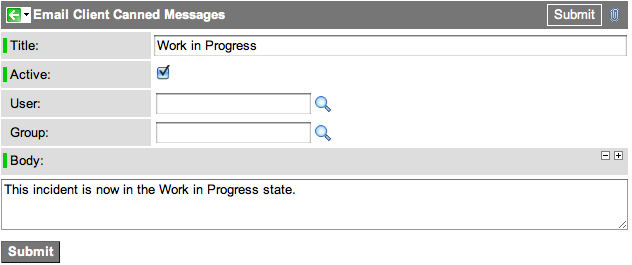 Email Client Canned Messages Submit
Title: Work in Progress
Active:
User:
Group:
Body:
This incident is now in the Work in Progress state.
Submit